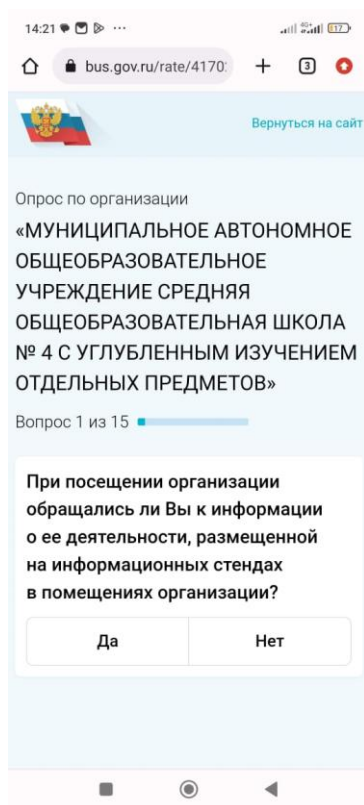 14:21
17
bus.gov.ru/rate/4170
3
Вернуться на сайт
Опрос по организации
«МУНИЦИПАЛЬНОЕ АВТОНОМНОЕ
ОБЩЕОБРАЗОВАТЕЛЬНОЕ
УЧРЕЖДЕНИЕ СРЕДНЯЯ
ОБЩЕОБРАЗОВАТЕЛЬНАЯ ШКОЛА
№ 4 С УГЛУБЛЕННЫМ ИЗУЧЕНИЕМ
ОТДЕЛЬНЫХ ПРЕДМЕТОВ»
Вопрос 1 из 15
При посещении организации
обращались ли Вы к информации
о ее деятельности, размещенной
на информационных стендах
в помещениях организации?
Да Нет